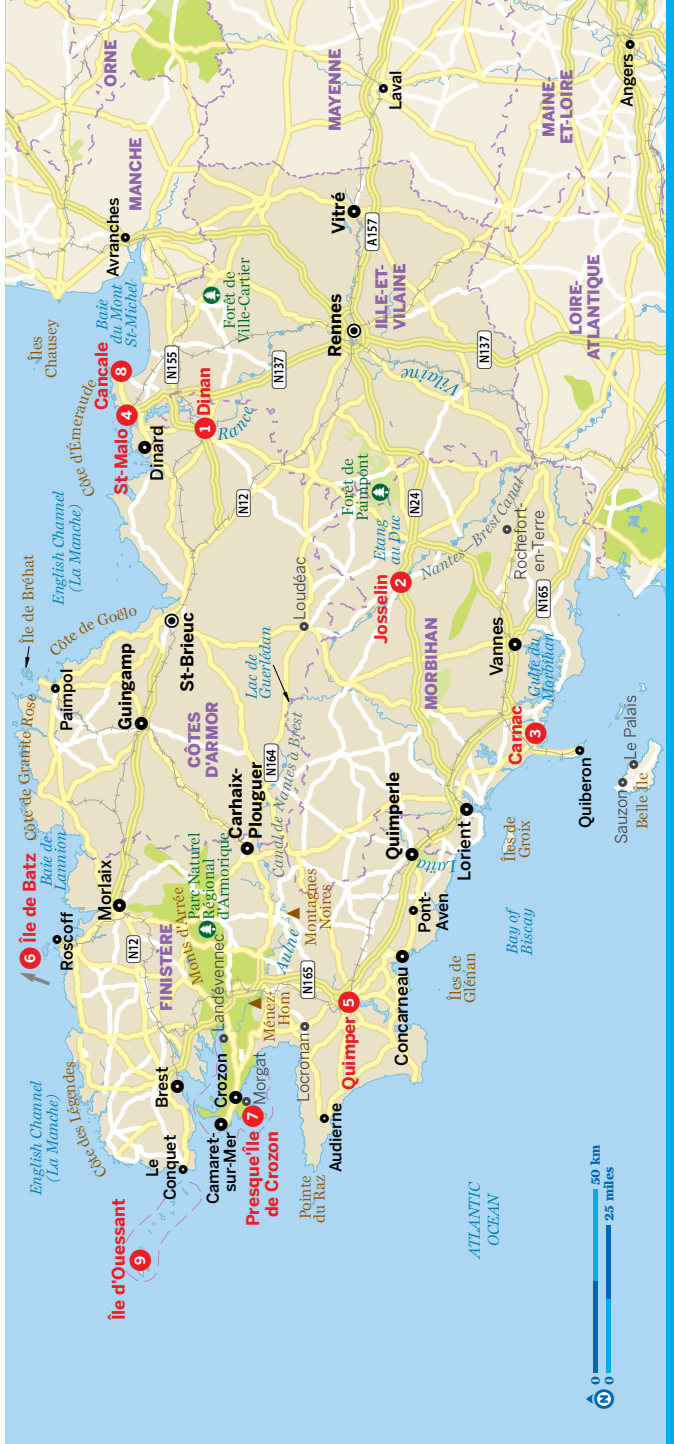 ORNE
MANCHE
MAYENNE
Laval
MAINE-
ET-LOIRE
Angers
Avranches
Îles
Chausey
Baie
du Mont
St-Michel
Forêt de
Ville-Cartier
Vitré
A157
ILLE-ET-
VILAINE
Rennes
LOIRE-
ATLANTIQUE
Cancale
8
N155
N137
Côte d'Émeraude
St-Malo 4
Dinard
1 Dinan
Rance
Vilaine
N137
English Channel
(La Manche)
N12
Forêt de
Paimpont
Etang
au Duc
N24
Josselin
2
Nantes–Brest Canal
Rochefort-
en-Terre
N165
Île de Bréhat
Côte de Goëlo
Paimpol
St-Brieuc
Guingamp
Loudéac
Lac de
Guerlédan
CÔTES
D'ARMOR
MORBIHAN
Vannes
Golfe du
Morbihan
Carnac
3
Quiberon
Le Palais
Sauzon
Belle Île
Côte de Granite Rose
Baie de
Lannion
N164
Canal de Nantes à Brest
Carhaix-
Plouguer
Quimperlé
Laïta
Lorient
Îles de
Groix
6 Île de Batz
Roscoff
Morlaix
N12
FINISTÈRE
Monts d'Arrée
Parc Naturel
Régional
d'Armorique
Montagnes
Noires
Aulne
Pont-
Aven
Bay of
Biscay
Landévennec
Ménez-
Hom
N165
Quimper 5
Concarneau
Îles de
Glénan
English Channel
(La Manche)
Côte des Légendes
Brest
Le
Conquet
Crozon
Morgat
Camaret-
sur-Mer
7
Presque'île
de Crozon
Locronan
Audierne
Pointe
du Raz
Île d'Ouessant
9
ATLANTIC
OCEAN
N
0 50 km
0 25 miles